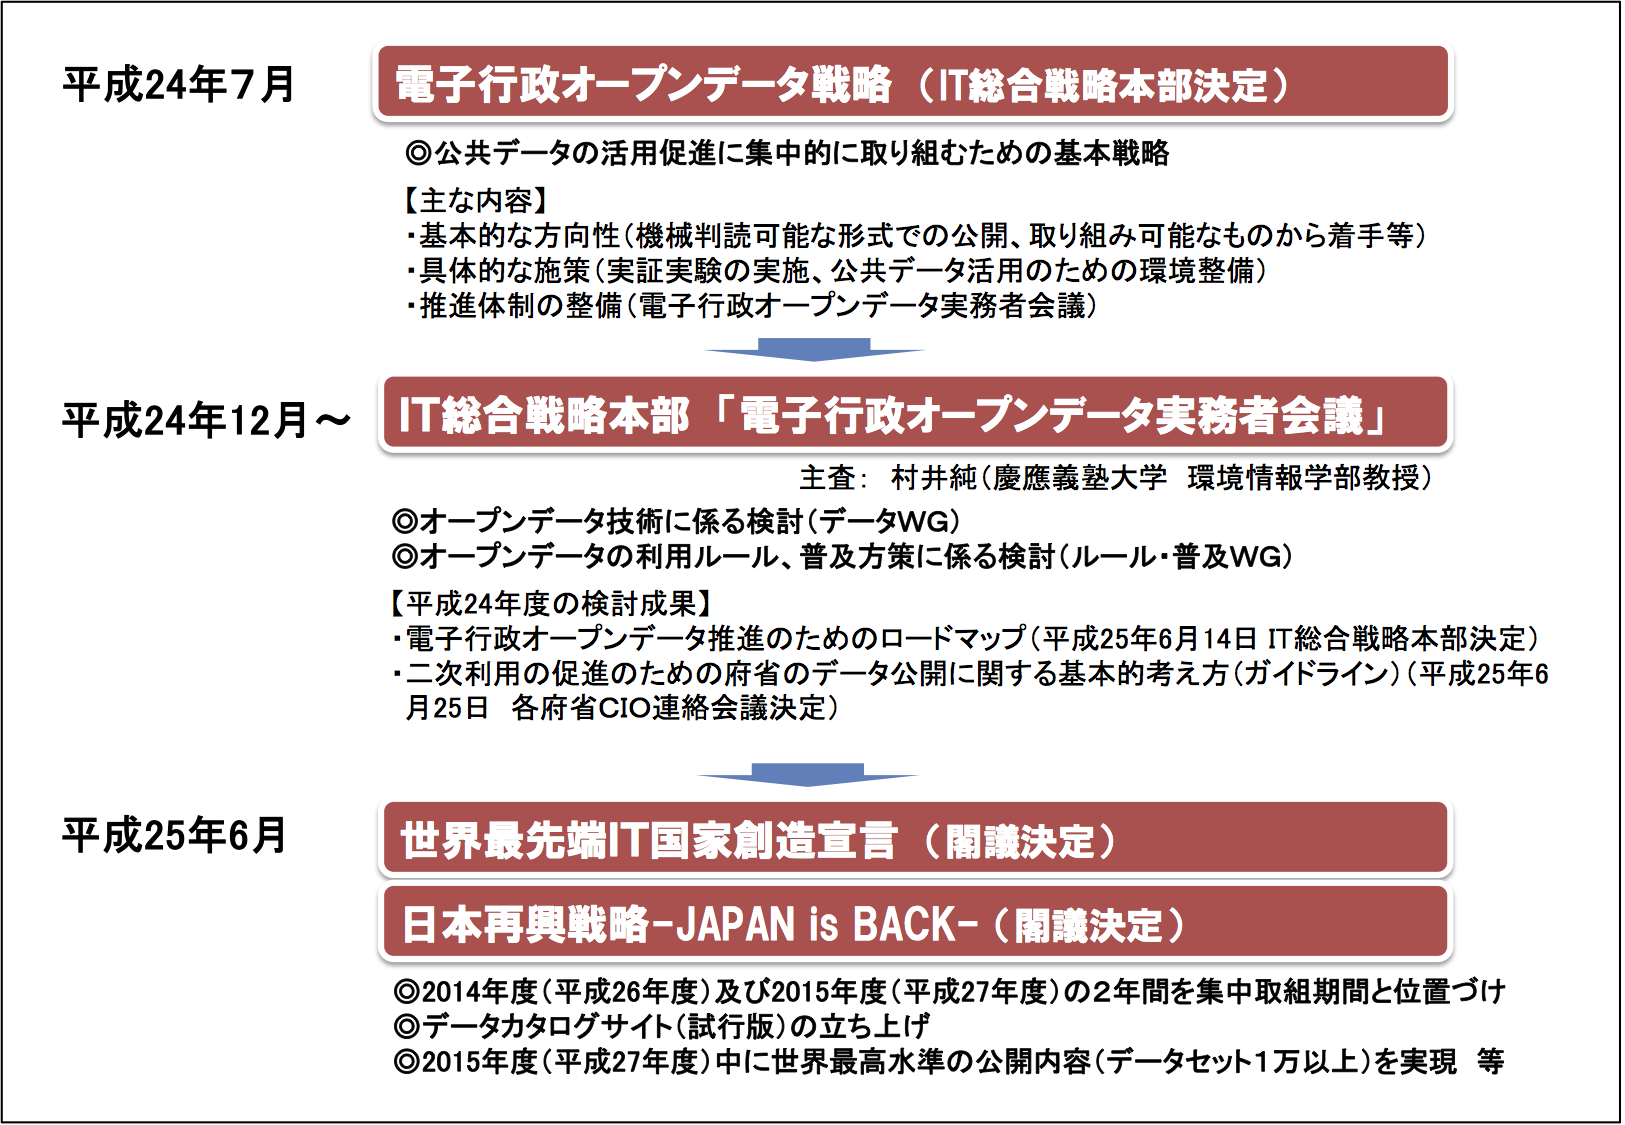 平成24年7月
電子行政オープンデータ戦略（IT総合戦略本部決定）
◎公共データの活用促進に集中的に取り組むための基本戦略
【主な内容】
・基本的な方向性（機械判読可能な形式での公開、取り組み可能なものから着手等）
・具体的な施策（実証実験の実施、公共データ活用のための環境整備）
・推進体制の整備（電子行政オープンデータ実務者会議）
平成24年12月～
IT総合戦略本部「電子行政オープンデータ実務者会議」
主査： 村井純（慶應義塾大学 環境情報学部教授）
◎オープンデータ技術に係る検討（データWG）
◎オープンデータの利用ルール、普及方策に係る検討（ルール・普及WG）
【平成24年度の検討成果】
・電子行政オープンデータ推進のためのロードマップ（平成25年6月14日 IT総合戦略本部決定）
・二次利用の促進のための府省のデータ公開に関する基本的考え方（ガイドライン）（平成25年6
月25日 各府省CIO連絡会議決定）
平成25年6月
世界最先端IT国家創造宣言（閣議決定）
日本再興戦略-JAPAN is BACK-（閣議決定）
◎2014年度（平成26年度）及び2015年度（平成27年度）の２年間を集中取組期間と位置づけ
◎データカタログサイト（試行版）の立ち上げ
◎2015年度（平成27年度）中に世界最高水準の公開内容（データセット１万以上）を実現 等